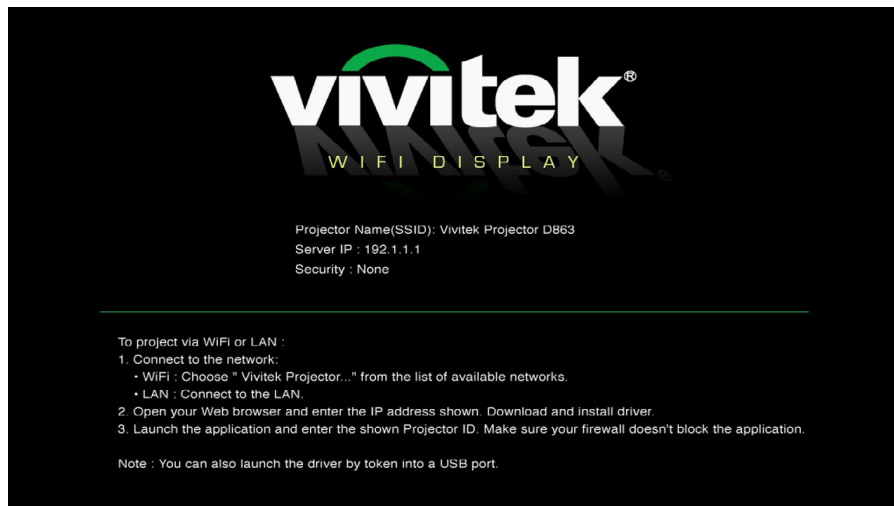 vivitek®
WIFI DISPLAY
Projector Name(SSID): Vivitek Projector D863
Server IP : 192.1.1.1
Security : None
To project via WiFi or LAN :
1. Connect to the network:
• WiFi : Choose " Vivitek Projector..." from the list of available networks.
• LAN : Connect to the LAN.
2. Open your Web browser and enter the IP address shown. Download and install driver.
3. Launch the application and enter the shown Projector ID. Make sure your firewall doesn't block the application.
Note : You can also launch the driver by token into a USB port.